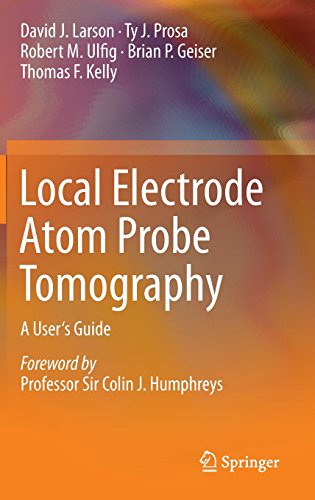 David J. Larson · Ty J. Prosa
Robert M. Ulfig · Brian P. Geiser
Thomas F. Kelly
Local Electrode
Atom Probe
Tomography
A User's Guide
Foreword by
Professor Sir Colin J. Humphreys
Springer